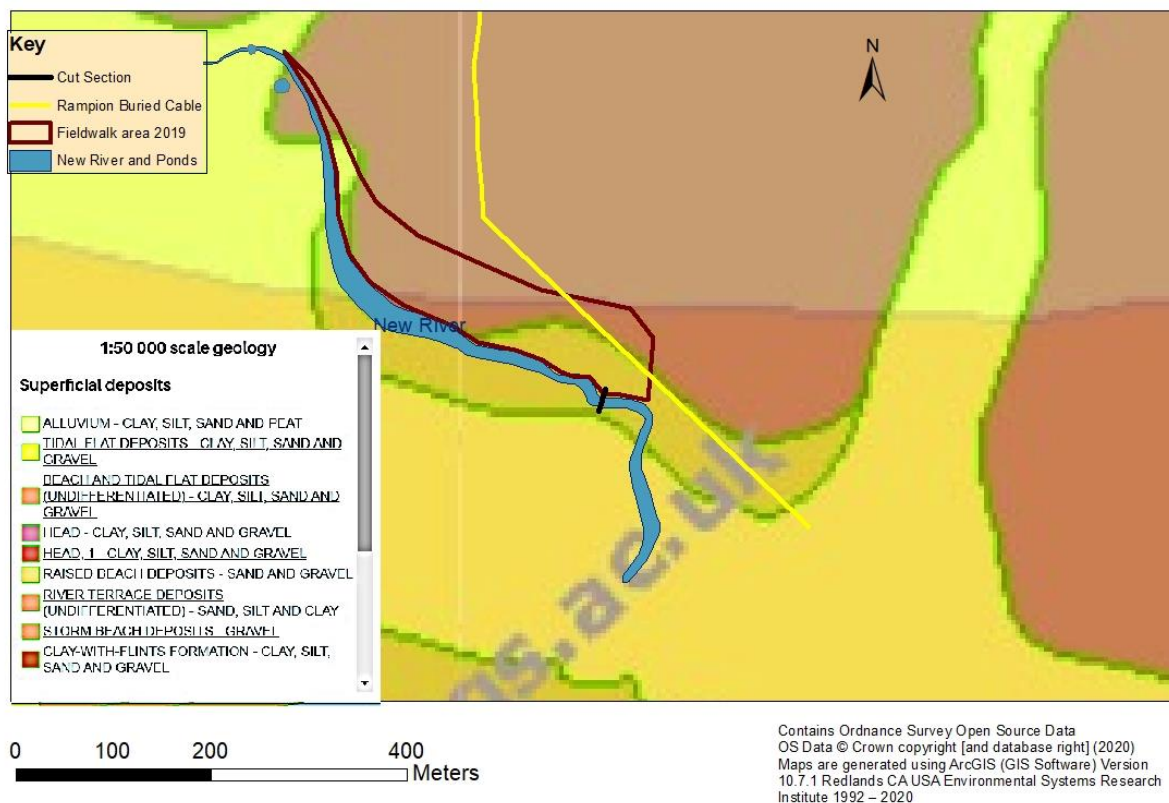 Key
Cut Section
Rampion Buried Cable
Fieldwalk area 2019
New River and Ponds
N
New River
1:50 000 scale geology
Superficial deposits
ALLUVIUM - CLAY, SILT, SAND AND PEAT
TIDAL FLAT DEPOSITS - CLAY, SILT, SAND AND
GRAVEL
BEACH AND TIDAL FLAT DEPOSITS
(UNDIFFERENTIATED) - CLAY, SILT, SAND AND
GRAVEL
HEAD - CLAY, SILT, SAND AND GRAVEL
HEAD, 1 - CLAY, SILT, SAND AND GRAVEL
RAISED BEACH DEPOSITS - SAND AND GRAVEL
RIVER TERRACE DEPOSITS
(UNDIFFERENTIATED) - SAND, SILT AND CLAY
STORM BEACH DEPOSITS - GRAVEL
CLAY-WITH-FLINTS FORMATION - CLAY, SILT,
SAND AND GRAVEL
gs.ac.uk
0 200 400
Meters
Contains Ordnance Survey Open Source Data
OS Data © Crown copyright [and database right] (2020)
Maps are generated using ArcGIS (GIS Software) Version
10.7.1 Redlands CA USA Environmental Systems Research
Institute 1992 – 2020